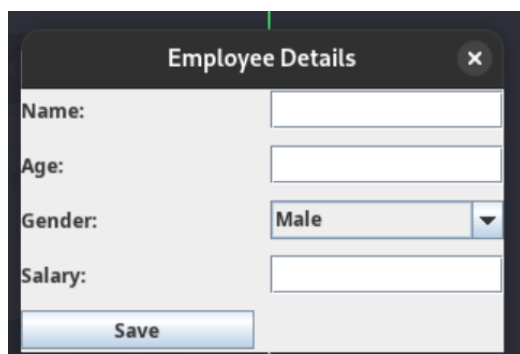 Employee Details
Name:
Age:
Gender: Male
Salary:
Save